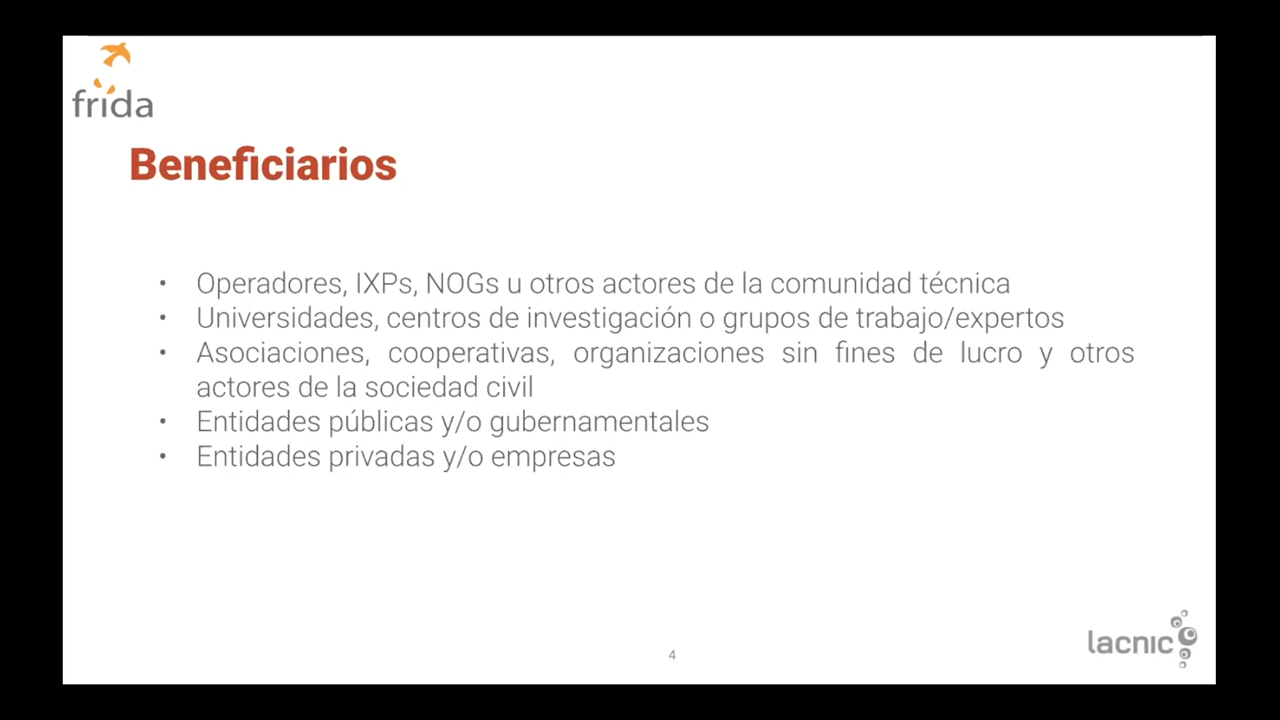 frida
Beneficiarios
• Operadores, IXPs, NOGs u otros actores de la comunidad técnica
• Universidades, centros de investigación o grupos de trabajo/expertos
• Asociaciones, cooperativas, organizaciones sin fines de lucro y otros
actores de la sociedad civil
• Entidades públicas y/o gubernamentales
• Entidades privadas y/o empresas
4
lacnic